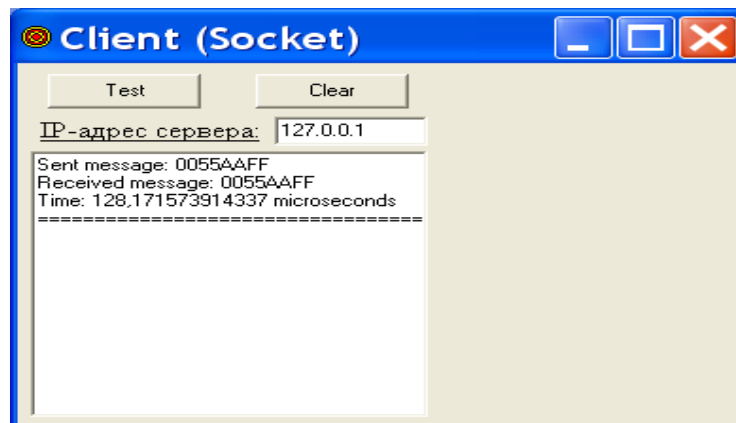 Client (Socket)
Test Clear
IP-адрес сервера: 127.0.0.1
Sent message: 0055AAFF
Received message: 0055AAFF
Time: 128,171573914337 microseconds
==================================